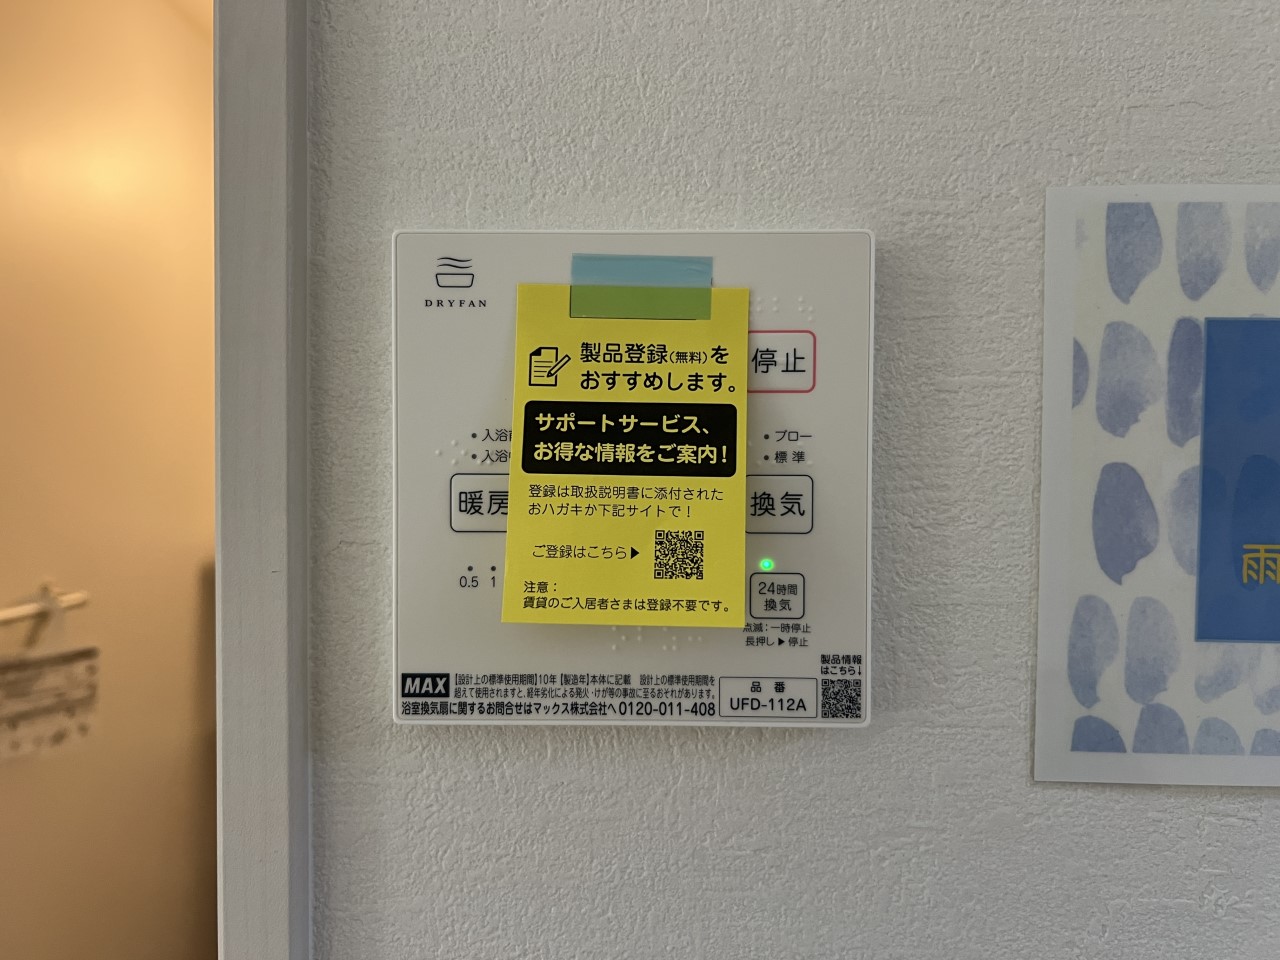 DRYFAN
製品登録(無料)を
おすすめします。
サポートサービス、
お得な情報をご案内!
登録は取扱説明書に添付された
おハガキか下記サイトで!
ご登録はこちら▶
注意:
賃貸のご入居者さまは登録不要です。
停止
• 入浴
• 入浴
暖房
0.5 1
• ブロー
• 標準
換気
24時間
換気
点滅:一時停止
長押し▶停止
製品情報
はこちら↓
MAX
【設計上の標準使用期間】10年【製造年】本体に記載 設計上の標準使用期間を
超えて使用されますと、経年劣化による発火・けが等の事故に至るおそれがあります。
浴室換気扇に関するお問合せはマックス株式会社へ 0120-011-408
品番
UFD-112A
雨